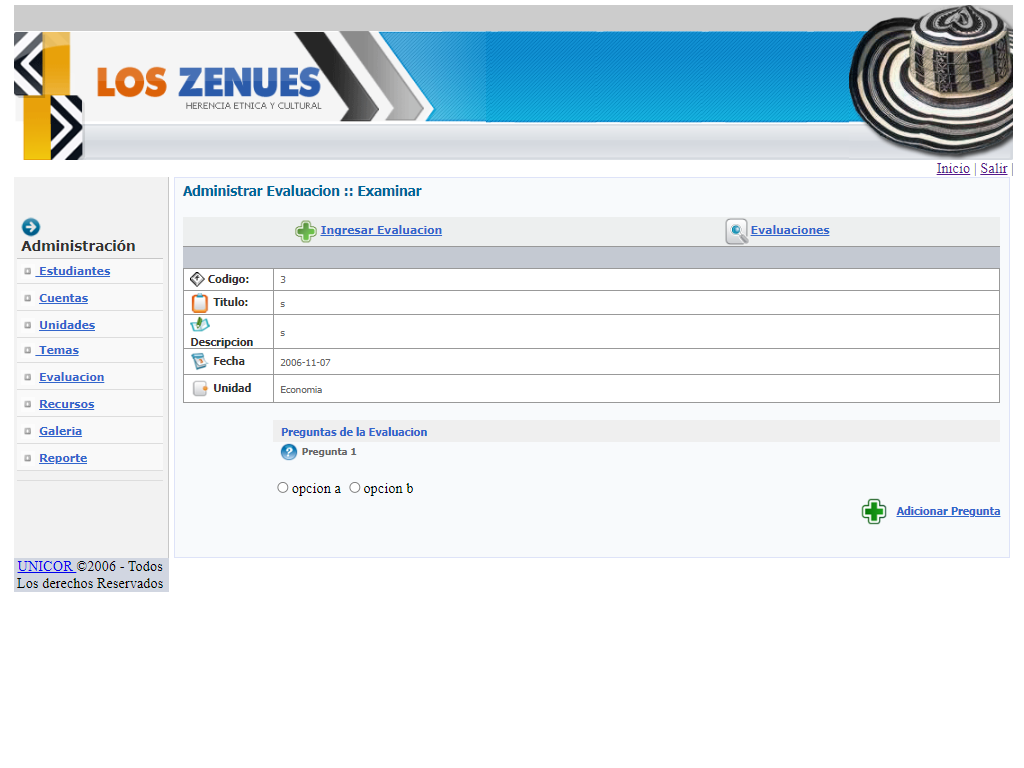 LOS ZENUES
HERENCIA ETNICA Y CULTURAL
Inicio | Salir |
Administración
Estudiantes
Cuentas
Unidades
Temas
Evaluacion
Recursos
Galeria
Reporte
UNICOR ©2006 - Todos
Los derechos Reservados
Administrar Evaluacion :: Examinar
Ingresar Evaluacion Evaluaciones
Codigo: 3
Titulo: s
Descripcion s
Fecha 2006-11-07
Unidad Economia
Preguntas de la Evaluacion
Pregunta 1
opcion a opcion b
Adicionar Pregunta